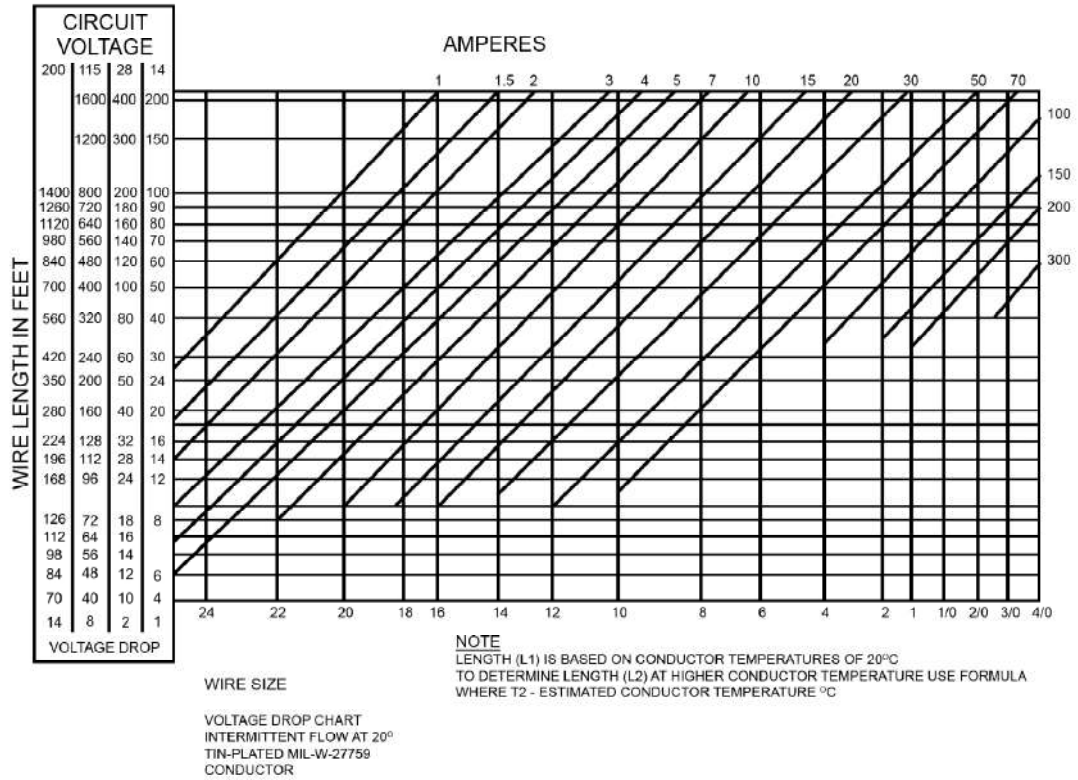 CIRCUIT
VOLTAGE
AMPERES
200 115 28 14
1 1.5 2 3 4 5 7 10 15 20 30 50 70
1600 400 200
100
1200 300 150
150
1400 800 200 100
1260 720 180 90
200
1120 640 160 80
980 560 140 70
840 480 120 60
300
700 400 100 50
560 320 80 40
420 240 60 30
350 200 50 24
280 160 40 20
224 128 32 16
196 112 28 14
168 96 24 12
126 72 18 8
112 64 16
98 56 14
84 48 12 6
70 40 10 4
14 8 2 1
VOLTAGE DROP
WIRE LENGTH IN FEET
24 22 20 18 16 14 12 10 8 6 4 2 1 1/0 2/0 3/0 4/0
NOTE
LENGTH (L1) IS BASED ON CONDUCTOR TEMPERATURES OF 20°C
TO DETERMINE LENGTH (L2) AT HIGHER CONDUCTOR TEMPERATURE USE FORMULA
WHERE T2 - ESTIMATED CONDUCTOR TEMPERATURE °C
WIRE SIZE
VOLTAGE DROP CHART
INTERMITTENT FLOW AT 20°
TIN-PLATED MIL-W-27759
CONDUCTOR